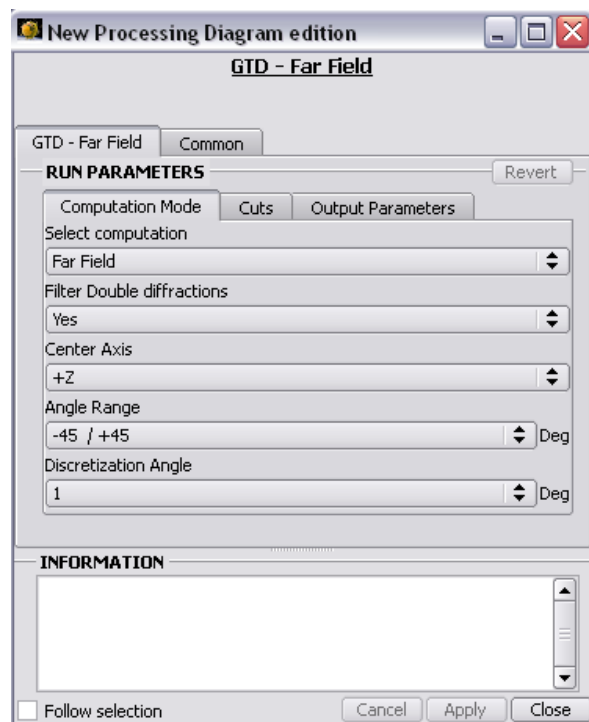 New Processing Diagram edition
GTD - Far Field
GTD - Far Field Common
RUN PARAMETERS Revert
Computation Mode Cuts Output Parameters
Select computation
Far Field
Filter Double diffractions
Yes
Center Axis
+Z
Angle Range
-45 / +45 Deg
Discretization Angle
1 Deg
INFORMATION
Follow selection Cancel Apply Close